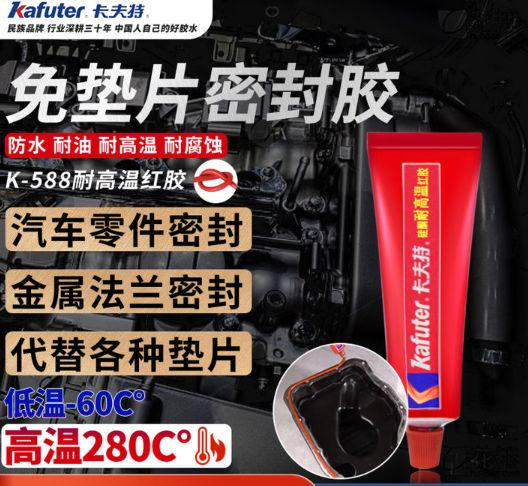 Kafuter® 卡夫特®
民族品牌 行业深耕三十年 中国人自己的好胶水
免垫片密封胶
防水 耐油 耐高温 耐腐蚀
K-588耐高温红胶
汽车零件密封
金属法兰密封
代替各种垫片
低温-60C°
高温280C°
Kafuter® 卡夫特®
硅酮耐高温红胶